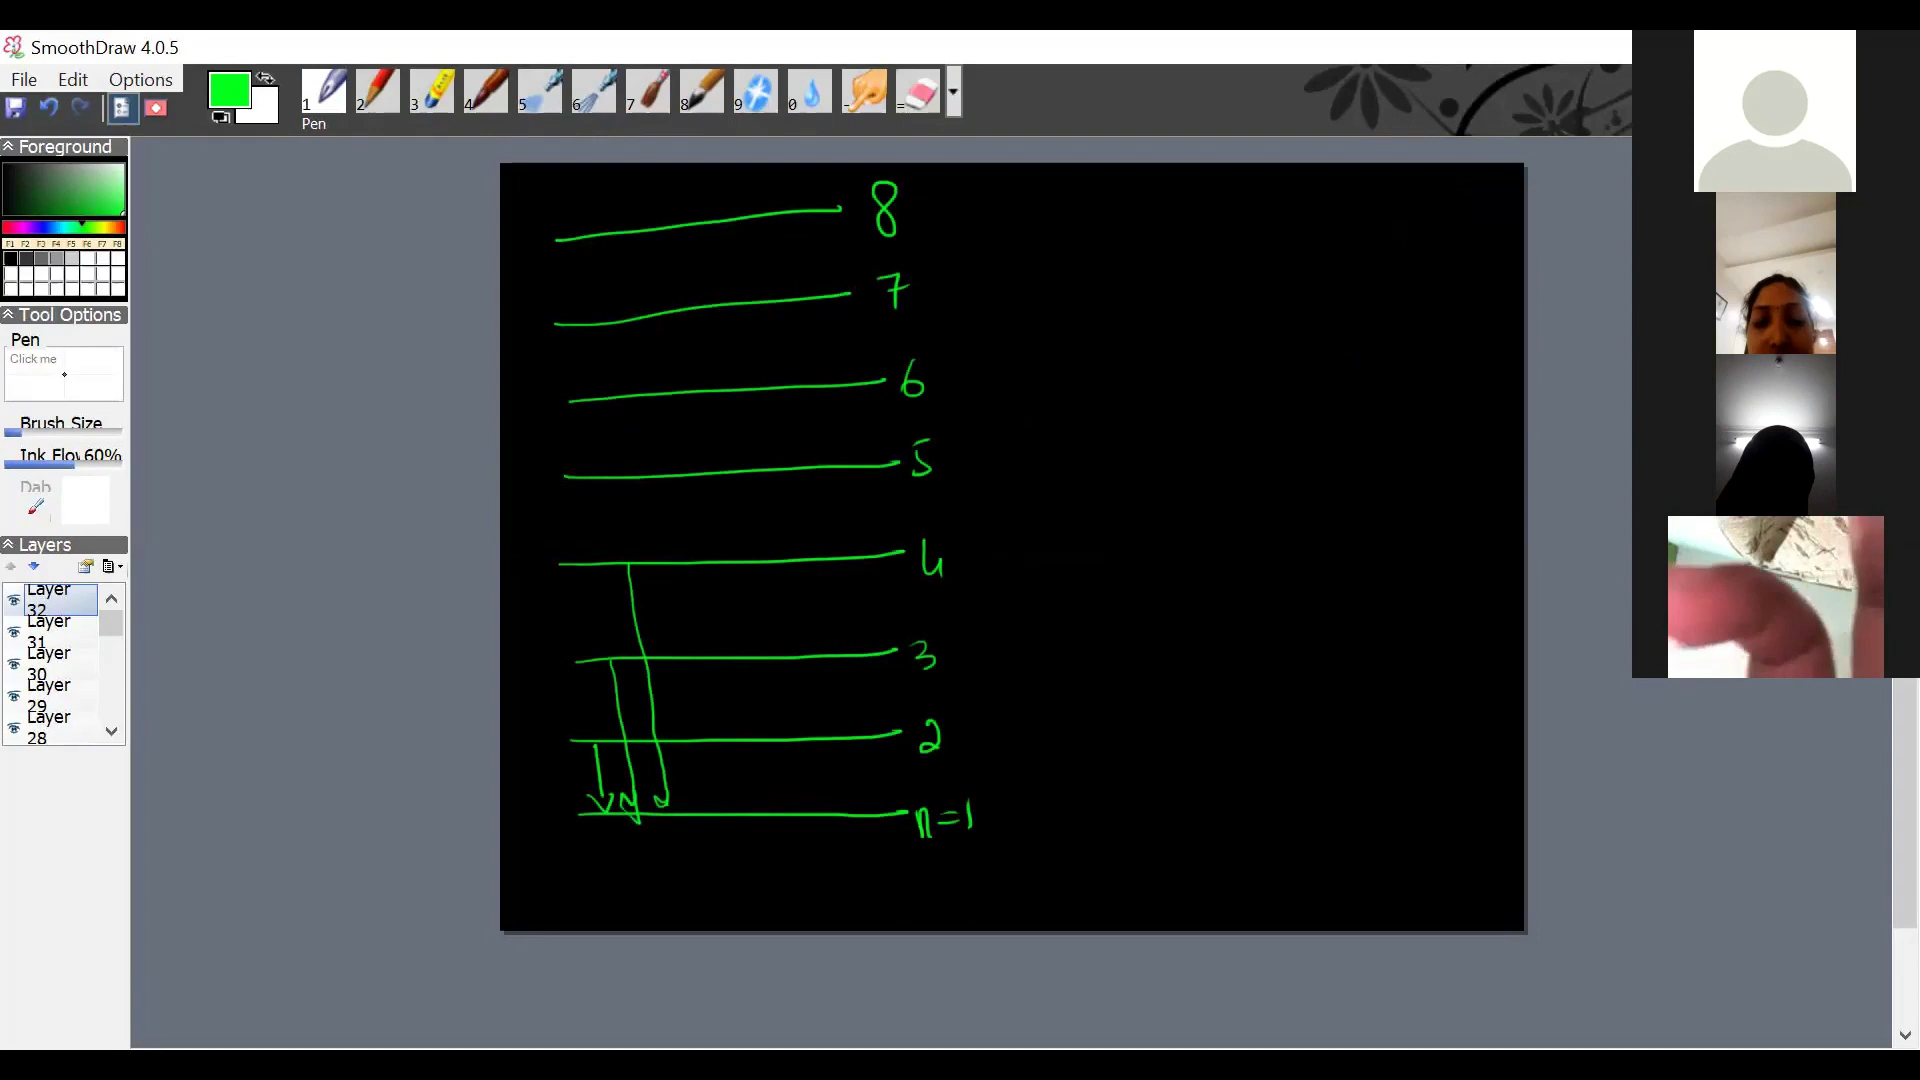 SmoothDraw 4.0.5
File Edit Options
1 2 3 4 5 6 7 8 9 0 - =
Pen
Foreground
F1 F2 F3 F4 F5 F6 F7 F8
Tool Options
Pen
Click me
Brush Size
Ink Flow 60%
Dab
Layers
Layer 32
Layer 31
Layer 30
Layer 29
Layer 28
8
7
6
5
4
3
2
n=1